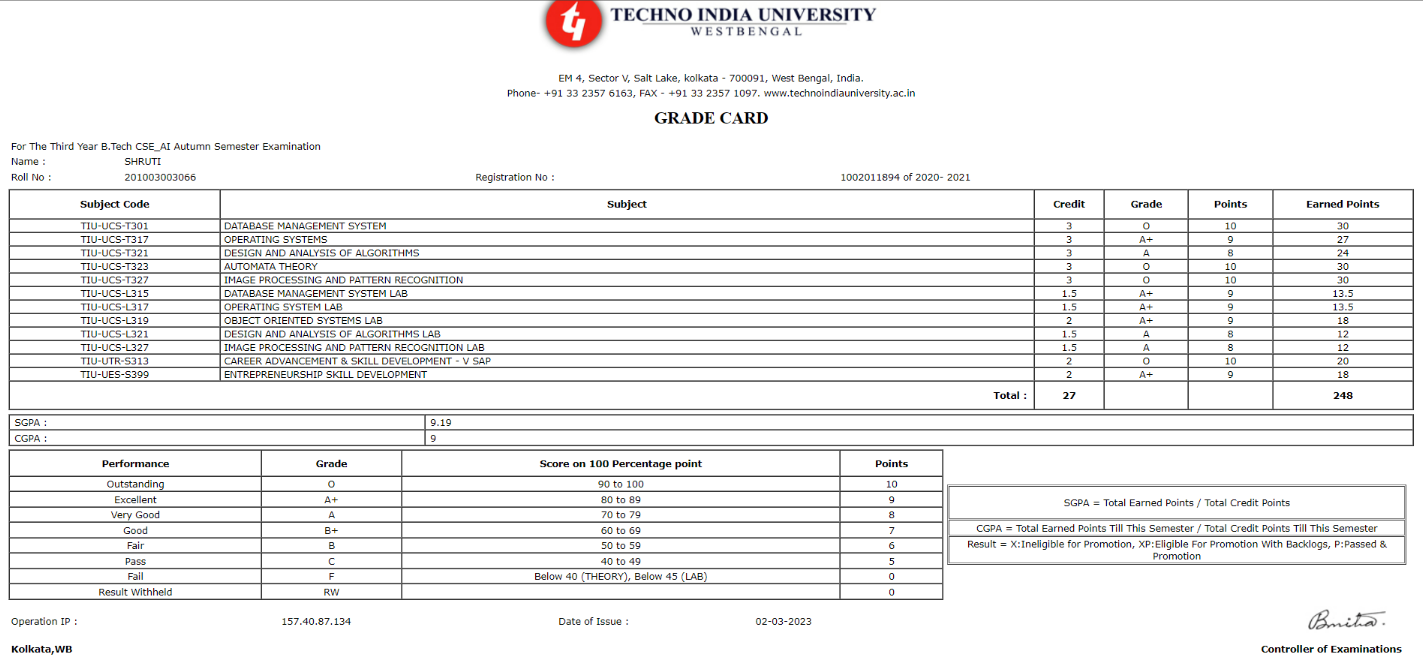 TECHNO INDIA UNIVERSITY
WESTBENGAL
EM 4, Sector V, Salt Lake, kolkata - 700091, West Bengal, India.
Phone- +91 33 2357 6163, FAX - +91 33 2357 1097. www.technoindiauniversity.ac.in
GRADE CARD
For The Third Year B.Tech CSE_AI Autumn Semester Examination
Name : SHRUTI
Roll No : 201003003066 Registration No : 1002011894 of 2020- 2021
Subject Code Subject Credit Grade Points Earned Points
TIU-UCS-T301 DATABASE MANAGEMENT SYSTEM 3 O 10 30
TIU-UCS-T317 OPERATING SYSTEMS 3 A+ 9 27
TIU-UCS-T321 DESIGN AND ANALYSIS OF ALGORITHMS 3 A 8 24
TIU-UCS-T323 AUTOMATA THEORY 3 O 10 30
TIU-UCS-T327 IMAGE PROCESSING AND PATTERN RECOGNITION 3 O 10 30
TIU-UCS-L315 DATABASE MANAGEMENT SYSTEM LAB 1.5 A+ 9 13.5
TIU-UCS-L317 OPERATING SYSTEM LAB 1.5 A+ 9 13.5
TIU-UCS-L319 OBJECT ORIENTED SYSTEMS LAB 2 A+ 9 18
TIU-UCS-L321 DESIGN AND ANALYSIS OF ALGORITHMS LAB 1.5 A 8 12
TIU-UCS-L327 IMAGE PROCESSING AND PATTERN RECOGNITION LAB 1.5 A 8 12
TIU-UTR-S313 CAREER ADVANCEMENT & SKILL DEVELOPMENT - V SAP 2 O 10 20
TIU-UES-S399 ENTREPRENEURSHIP SKILL DEVELOPMENT 2 A+ 9 18
Total : 27 248
SGPA : 9.19
CGPA : 9
Performance Grade Score on 100 Percentage point Points
Outstanding O 90 to 100 10
Excellent A+ 80 to 89 9
Very Good A 70 to 79 8
Good B+ 60 to 69 7
Fair B 50 to 59 6
Pass C 40 to 49 5
Fail F Below 40 (THEORY), Below 45 (LAB) 0
Result Withheld RW 0
SGPA = Total Earned Points / Total Credit Points
CGPA = Total Earned Points Till This Semester / Total Credit Points Till This Semester
Result = X:Ineligible for Promotion, XP:Eligible For Promotion With Backlogs, P:Passed &
Promotion
Operation IP : 157.40.87.134 Date of Issue : 02-03-2023
Kolkata,WB Controller of Examinations